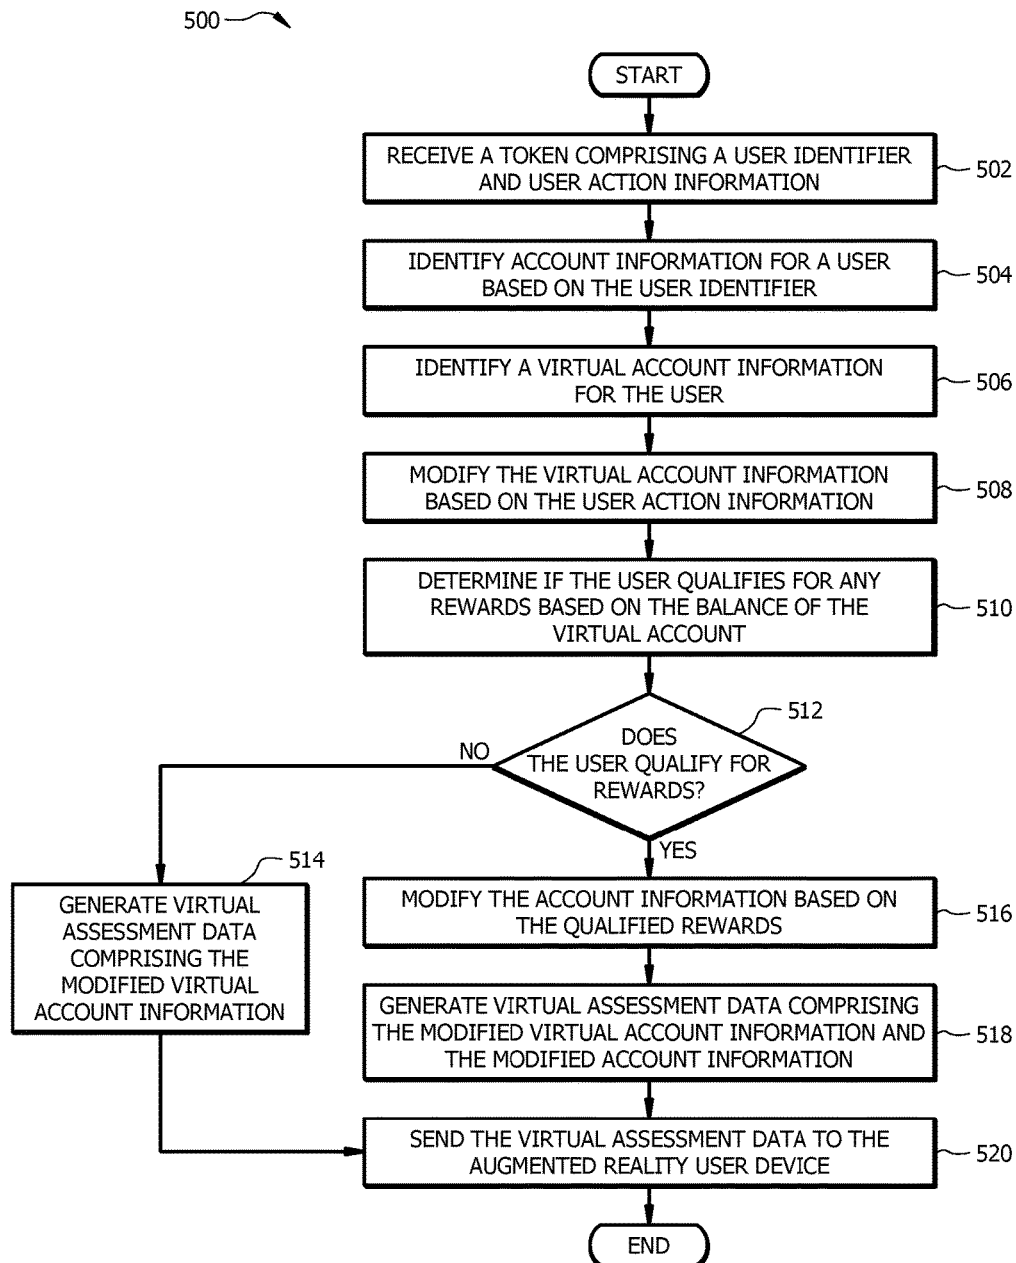 500
START
RECEIVE A TOKEN COMPRISING A USER IDENTIFIER
AND USER ACTION INFORMATION
502
IDENTIFY ACCOUNT INFORMATION FOR A USER
BASED ON THE USER IDENTIFIER
504
IDENTIFY A VIRTUAL ACCOUNT INFORMATION
FOR THE USER
506
MODIFY THE VIRTUAL ACCOUNT INFORMATION
BASED ON THE USER ACTION INFORMATION
508
DETERMINE IF THE USER QUALIFIES FOR ANY
REWARDS BASED ON THE BALANCE OF THE
VIRTUAL ACCOUNT
510
512
DOES
THE USER QUALIFY FOR
REWARDS?
NO
YES
514
GENERATE VIRTUAL
ASSESSMENT DATA
COMPRISING THE
MODIFIED VIRTUAL
ACCOUNT INFORMATION
MODIFY THE ACCOUNT INFORMATION BASED ON
THE QUALIFIED REWARDS
516
GENERATE VIRTUAL ASSESSMENT DATA COMPRISING
THE MODIFIED VIRTUAL ACCOUNT INFORMATION AND
THE MODIFIED ACCOUNT INFORMATION
518
SEND THE VIRTUAL ASSESSMENT DATA TO THE
AUGMENTED REALITY USER DEVICE
520
END